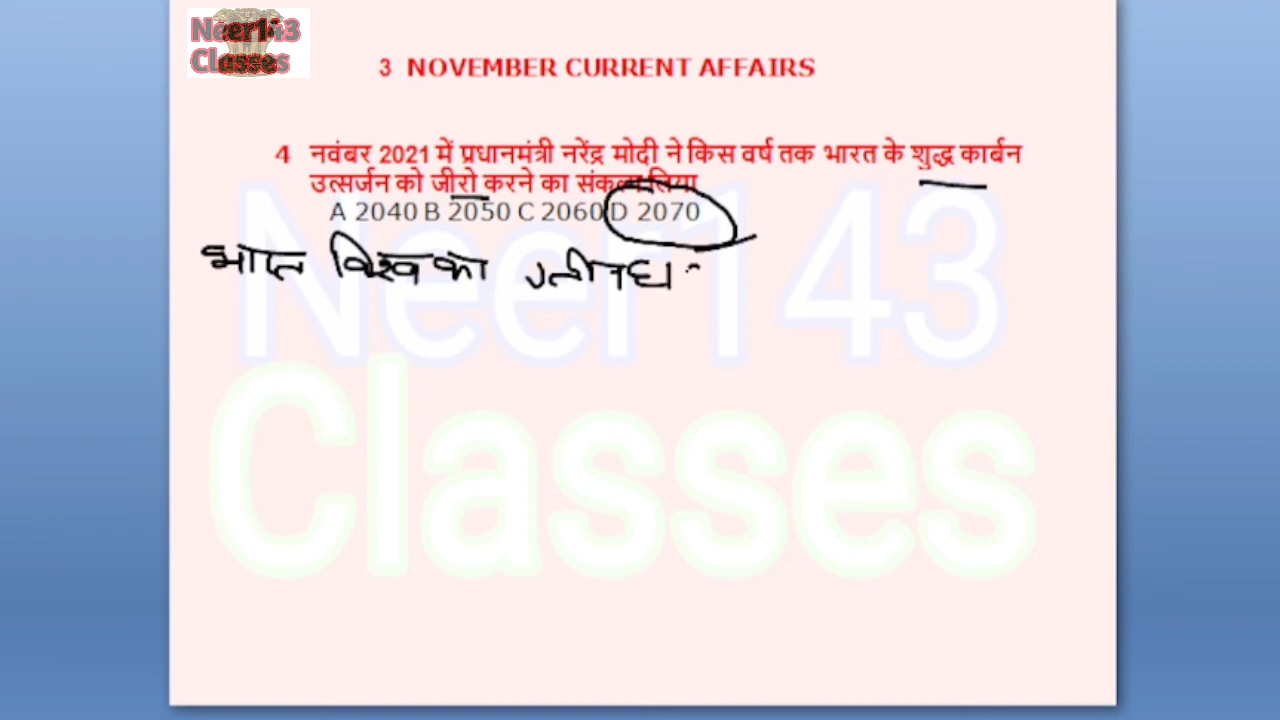 Neer143
Classes
3 NOVEMBER CURRENT AFFAIRS
4 नवंबर 2021 में प्रधानमंत्री नरेंद्र मोदी ने किस वर्ष तक भारत के शुद्ध कार्बन
उत्सर्जन को जीरो करने का संकल्प लिया
A 2040 B 2050 C 2060 D 2070
भारत विश्व का
Neer143
Classes